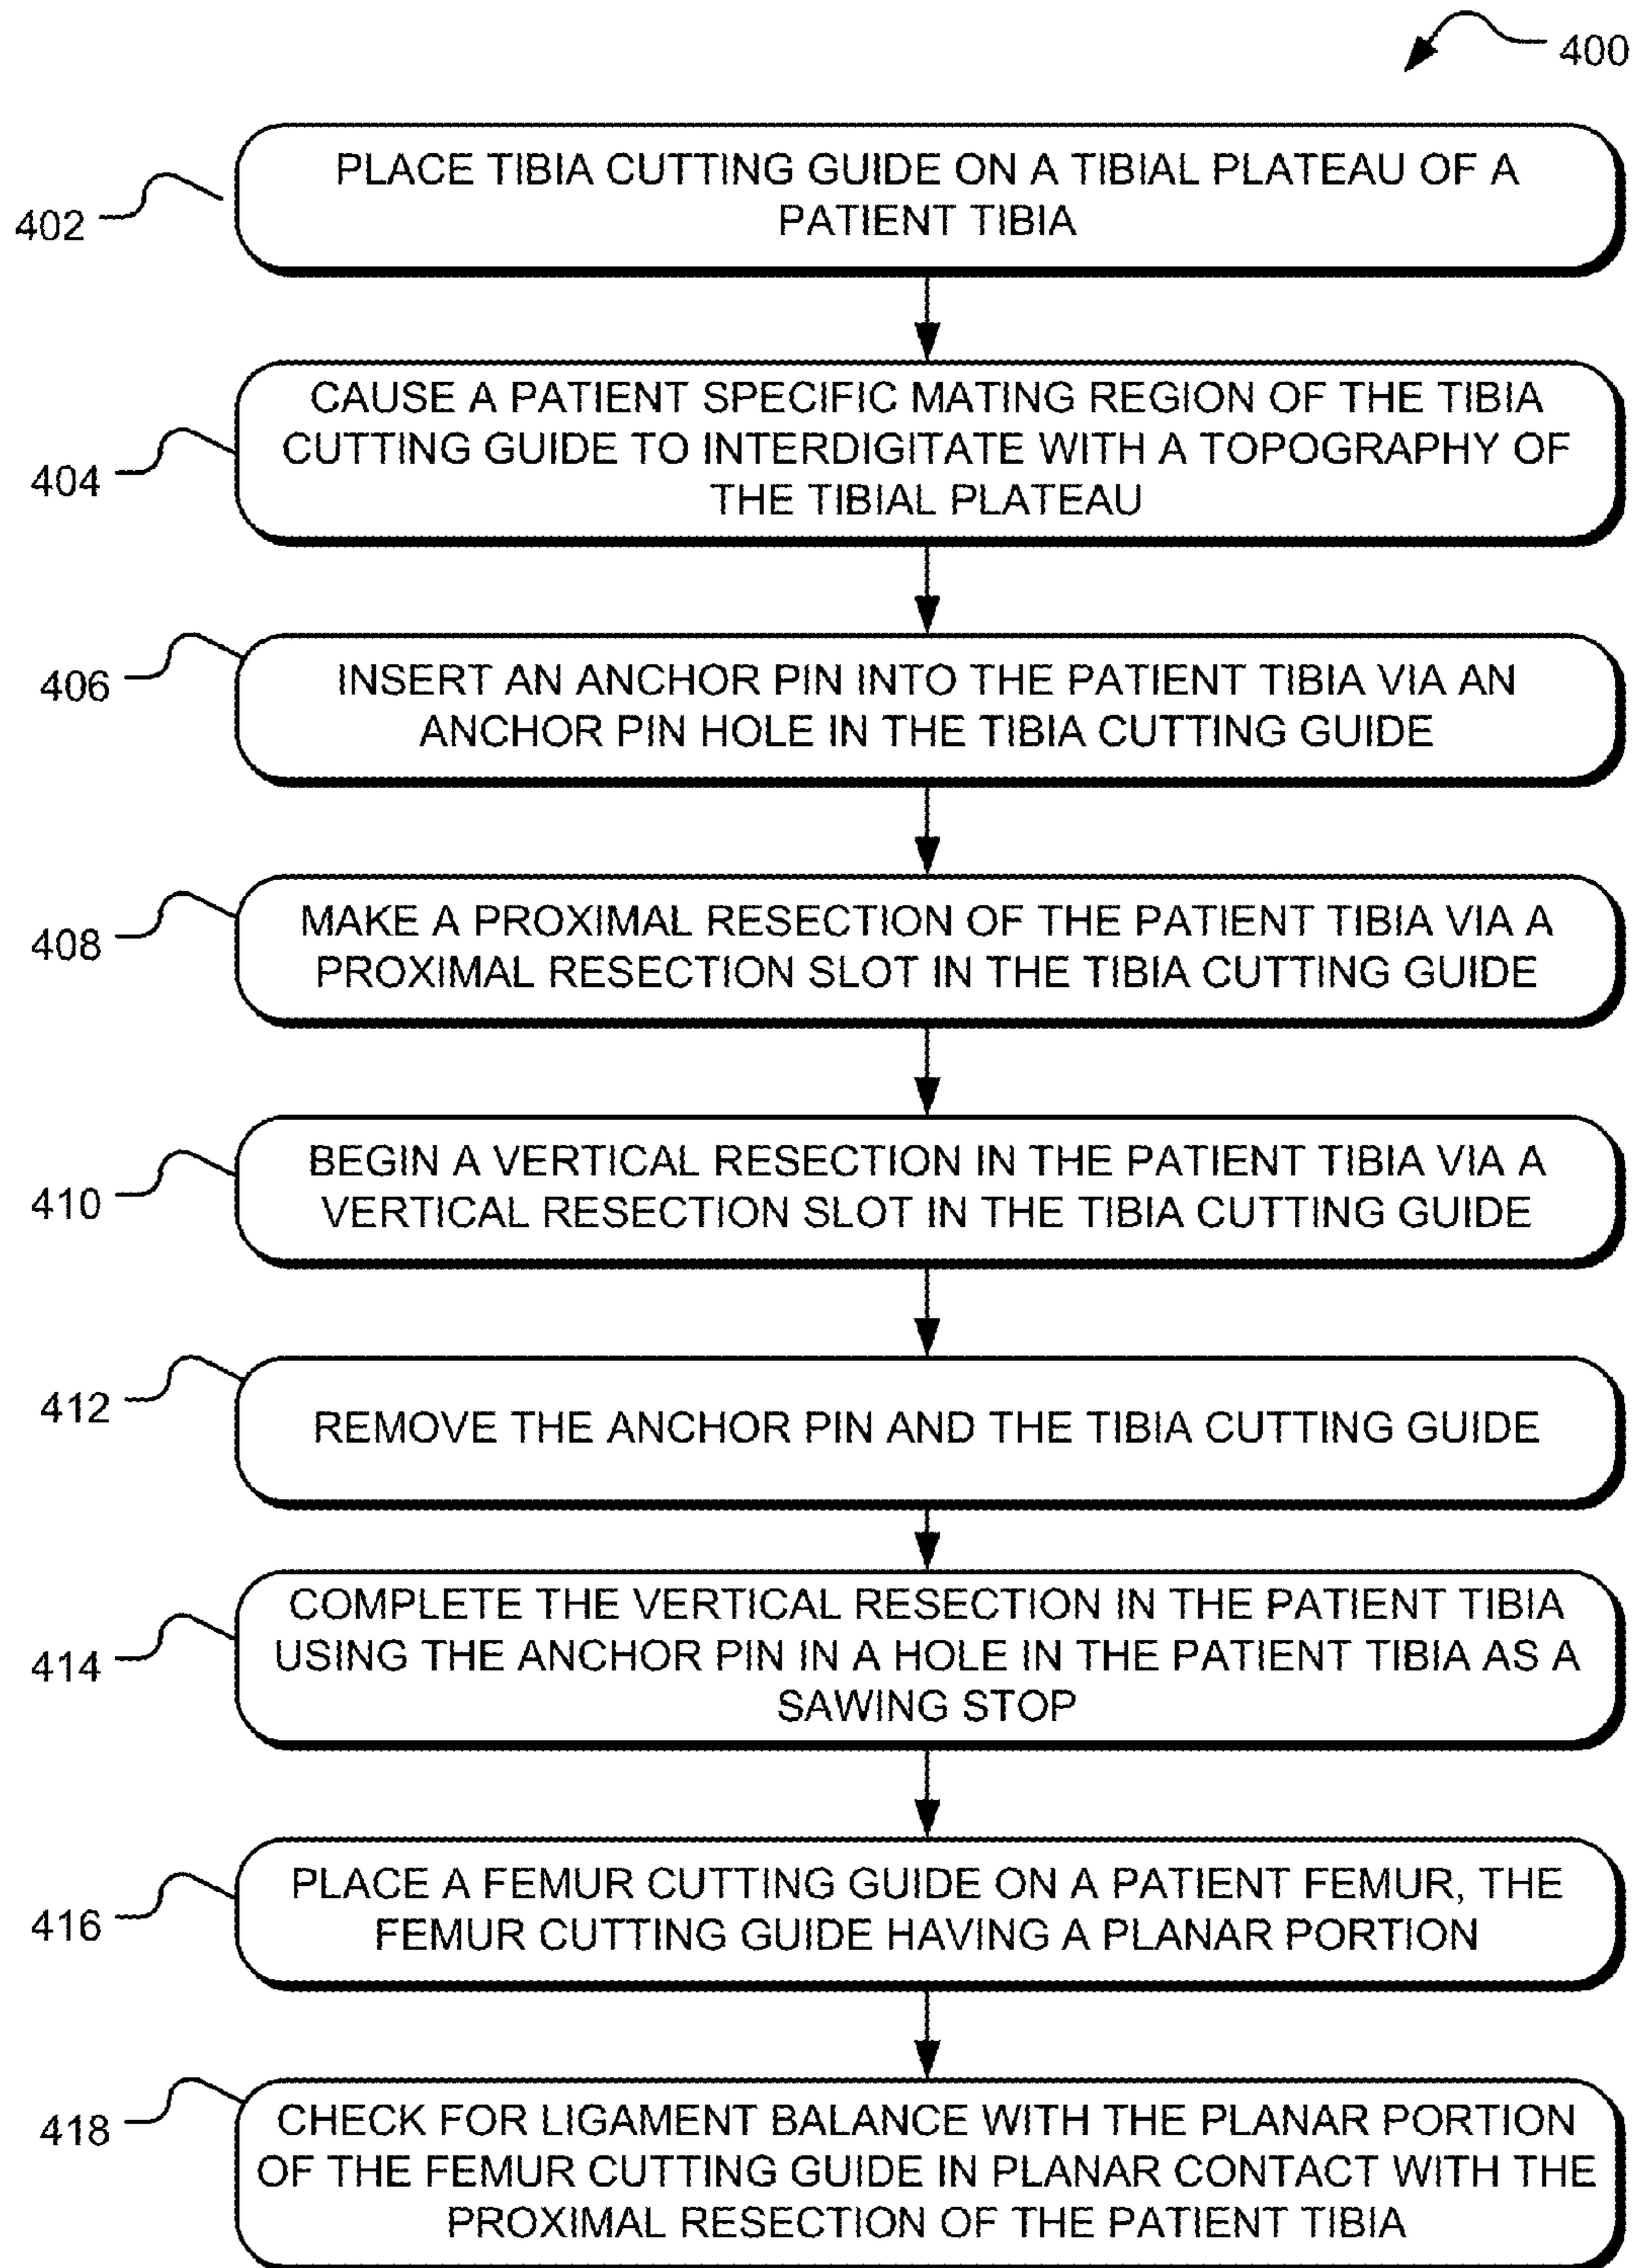 400
402
PLACE TIBIA CUTTING GUIDE ON A TIBIAL PLATEAU OF A
PATIENT TIBIA
404
CAUSE A PATIENT SPECIFIC MATING REGION OF THE TIBIA
CUTTING GUIDE TO INTERDIGITATE WITH A TOPOGRAPHY OF
THE TIBIAL PLATEAU
406
INSERT AN ANCHOR PIN INTO THE PATIENT TIBIA VIA AN
ANCHOR PIN HOLE IN THE TIBIA CUTTING GUIDE
408
MAKE A PROXIMAL RESECTION OF THE PATIENT TIBIA VIA A
PROXIMAL RESECTION SLOT IN THE TIBIA CUTTING GUIDE
410
BEGIN A VERTICAL RESECTION IN THE PATIENT TIBIA VIA A
VERTICAL RESECTION SLOT IN THE TIBIA CUTTING GUIDE
412
REMOVE THE ANCHOR PIN AND THE TIBIA CUTTING GUIDE
414
COMPLETE THE VERTICAL RESECTION IN THE PATIENT TIBIA
USING THE ANCHOR PIN IN A HOLE IN THE PATIENT TIBIA AS A
SAWING STOP
416
PLACE A FEMUR CUTTING GUIDE ON A PATIENT FEMUR, THE
FEMUR CUTTING GUIDE HAVING A PLANAR PORTION
418
CHECK FOR LIGAMENT BALANCE WITH THE PLANAR PORTION
OF THE FEMUR CUTTING GUIDE IN PLANAR CONTACT WITH THE
PROXIMAL RESECTION OF THE PATIENT TIBIA